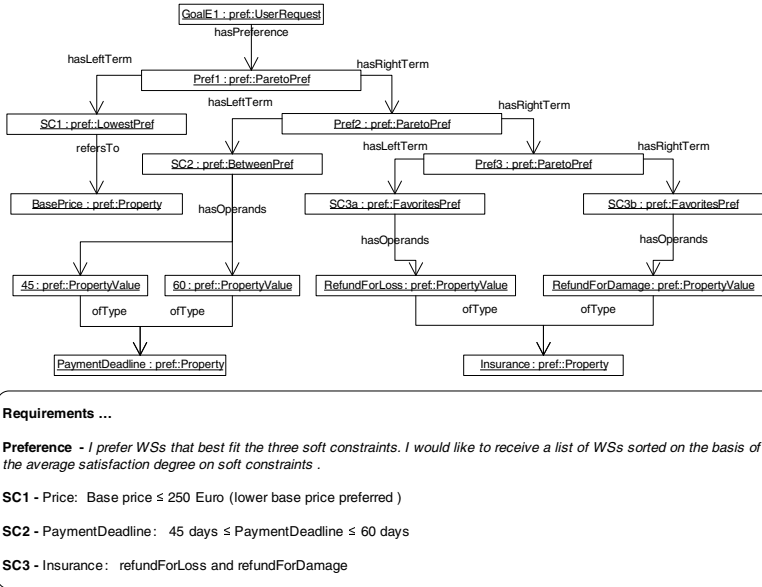 GoalE1 : pref::UserRequest
hasPreference
hasLeftTerm
hasRightTerm
Pref1 : pref::ParetoPref
hasLeftTerm
hasRightTerm
SC1 : pref::LowestPref
Pref2 : pref::ParetoPref
refersTo
hasLeftTerm
hasRightTerm
SC2 : pref::BetweenPref
Pref3 : pref::ParetoPref
BasePrice : pref::Property
hasOperands
SC3a : pref::FavoritesPref
SC3b : pref::FavoritesPref
hasOperands
hasOperands
45 : pref::PropertyValue
60 : pref::PropertyValue
RefundForLoss : pref::PropertyValue
RefundForDamage : pref::PropertyValue
ofType
ofType
ofType
ofType
PaymentDeadline : pref::Property
Insurance : pref::Property
Requirements ...
Preference - I prefer WSs that best fit the three soft constraints. I would like to receive a list of WSs sorted on the basis of
the average satisfaction degree on soft constraints .
SC1 - Price: Base price ≤ 250 Euro (lower base price preferred )
SC2 - PaymentDeadline : 45 days ≤ PaymentDeadline ≤ 60 days
SC3 - Insurance : refundForLoss and refundForDamage